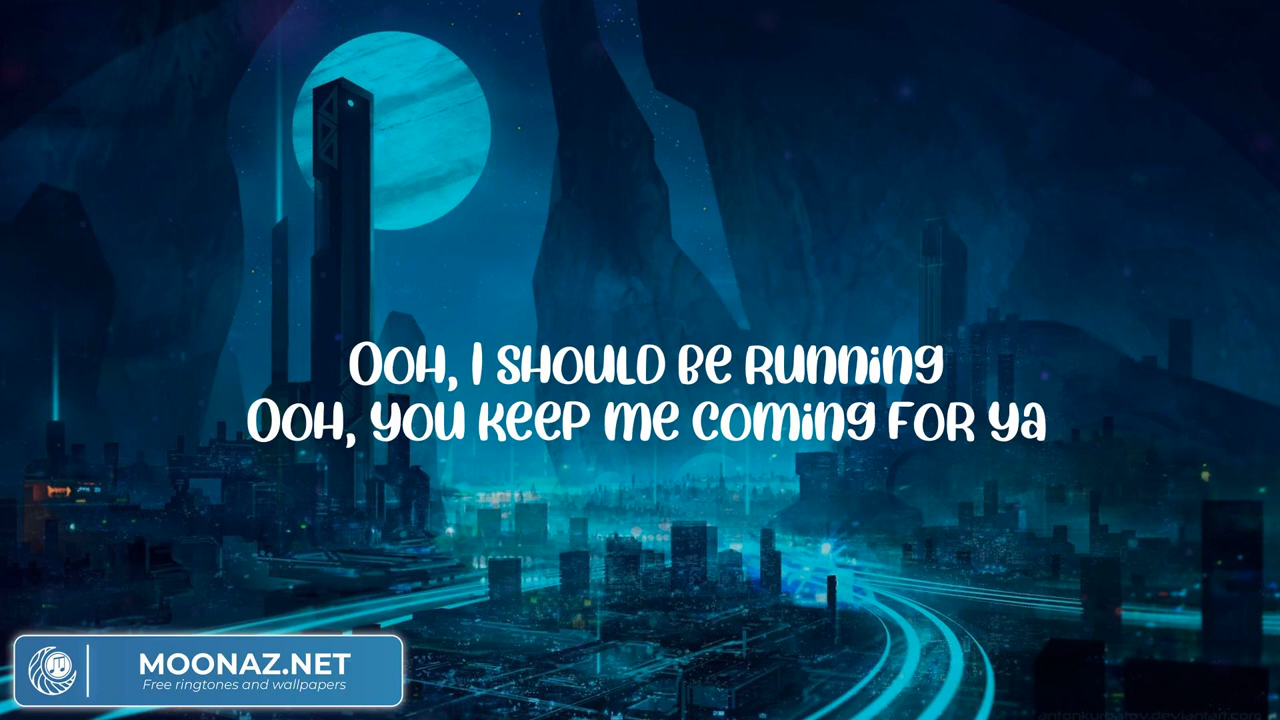 Ooh, I should be running
Ooh, you keep me coming for ya
MOONAZ.NET
Free ringtones and wallpapers